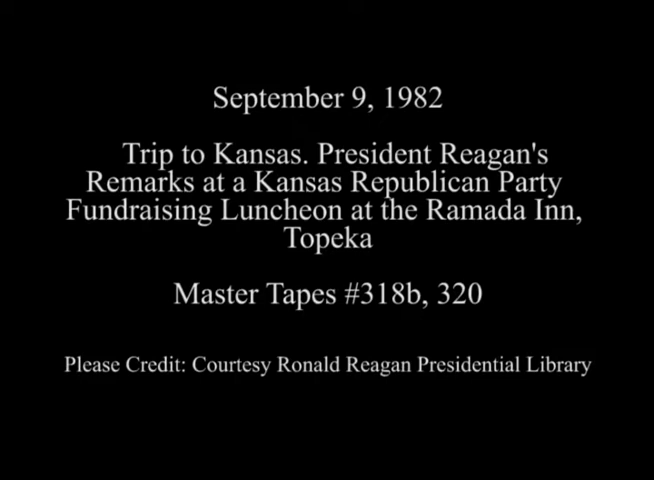 September 9, 1982
Trip to Kansas. President Reagan's
Remarks at a Kansas Republican Party
Fundraising Luncheon at the Ramada Inn,
Topeka
Master Tapes #318b, 320
Please Credit: Courtesy Ronald Reagan Presidential Library